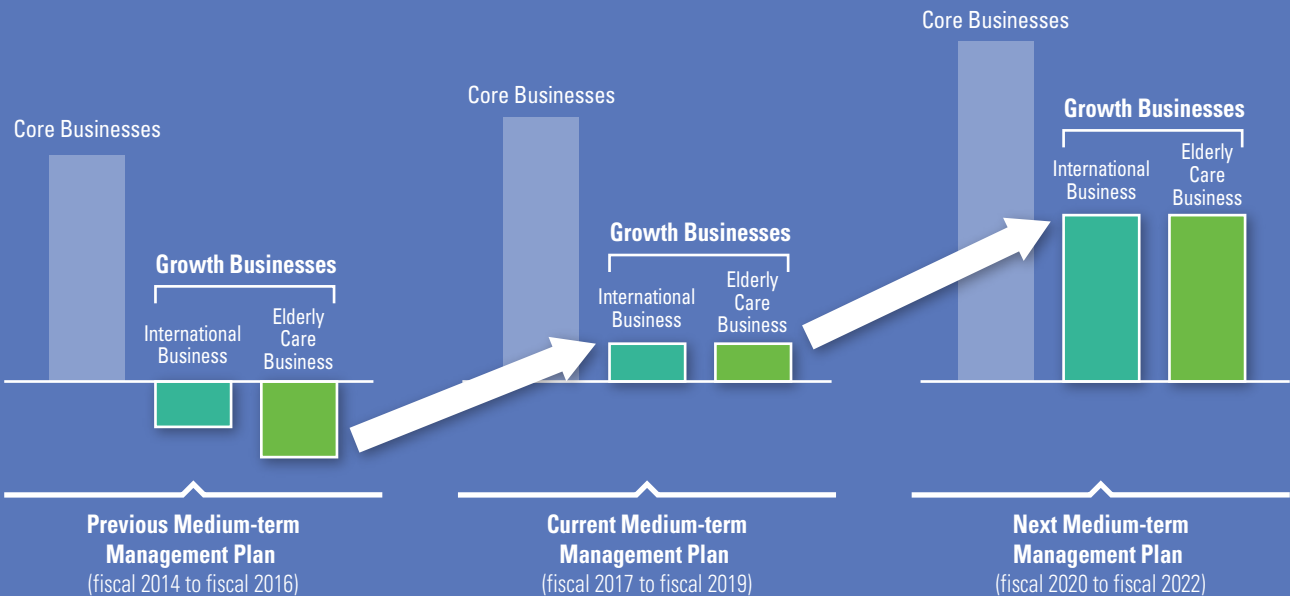 Core Businesses
Growth Businesses
International
Business
Elderly
Care
Business
Previous Medium-term
Management Plan
(fiscal 2014 to fiscal 2016)
Core Businesses
Growth Businesses
International
Business
Elderly
Care
Business
Current Medium-term
Management Plan
(fiscal 2017 to fiscal 2019)
Core Businesses
Growth Businesses
International
Business
Elderly
Care
Business
Next Medium-term
Management Plan
(fiscal 2020 to fiscal 2022)